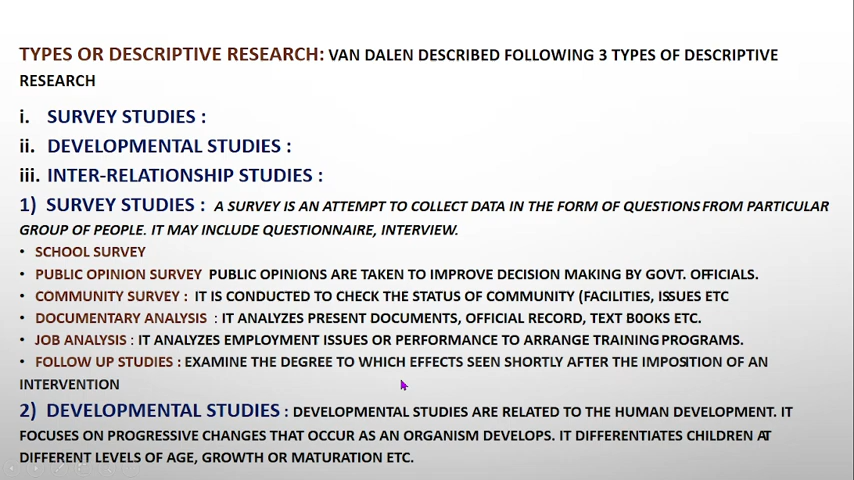 TYPES OR DESCRIPTIVE RESEARCH: VAN DALEN DESCRIBED FOLLOWING 3 TYPES OF DESCRIPTIVE
RESEARCH
i. SURVEY STUDIES :
ii. DEVELOPMENTAL STUDIES :
iii. INTER-RELATIONSHIP STUDIES :
1) SURVEY STUDIES : A SURVEY IS AN ATTEMPT TO COLLECT DATA IN THE FORM OF QUESTIONS FROM PARTICULAR
GROUP OF PEOPLE. IT MAY INCLUDE QUESTIONNAIRE, INTERVIEW.
• SCHOOL SURVEY
• PUBLIC OPINION SURVEY PUBLIC OPINIONS ARE TAKEN TO IMPROVE DECISION MAKING BY GOVT. OFFICIALS.
• COMMUNITY SURVEY : IT IS CONDUCTED TO CHECK THE STATUS OF COMMUNITY (FACILITIES, ISSUES ETC
• DOCUMENTARY ANALYSIS : IT ANALYZES PRESENT DOCUMENTS, OFFICIAL RECORD, TEXT BOOKS ETC.
• JOB ANALYSIS : IT ANALYZES EMPLOYMENT ISSUES OR PERFORMANCE TO ARRANGE TRAINING PROGRAMS.
• FOLLOW UP STUDIES : EXAMINE THE DEGREE TO WHICH EFFECTS SEEN SHORTLY AFTER THE IMPOSITION OF AN
INTERVENTION
2) DEVELOPMENTAL STUDIES : DEVELOPMENTAL STUDIES ARE RELATED TO THE HUMAN DEVELOPMENT. IT
FOCUSES ON PROGRESSIVE CHANGES THAT OCCUR AS AN ORGANISM DEVELOPS. IT DIFFERENTIATES CHILDREN AT
DIFFERENT LEVELS OF AGE, GROWTH OR MATURATION ETC.